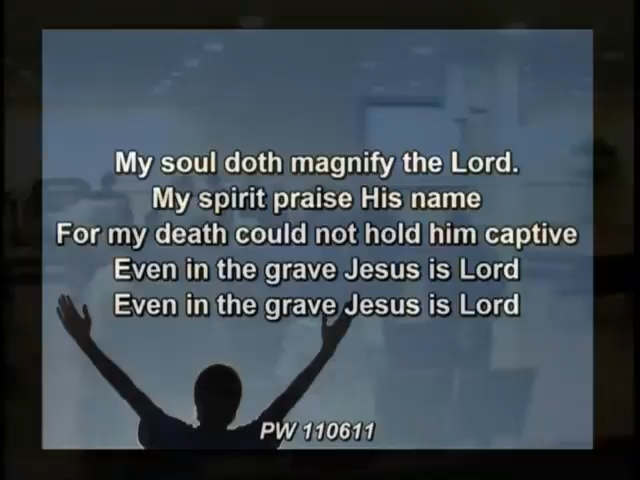 My soul doth magnify the Lord.
My spirit praise His name
For my death could not hold him captive
Even in the grave Jesus is Lord
Even in the grave Jesus is Lord
PW 110611